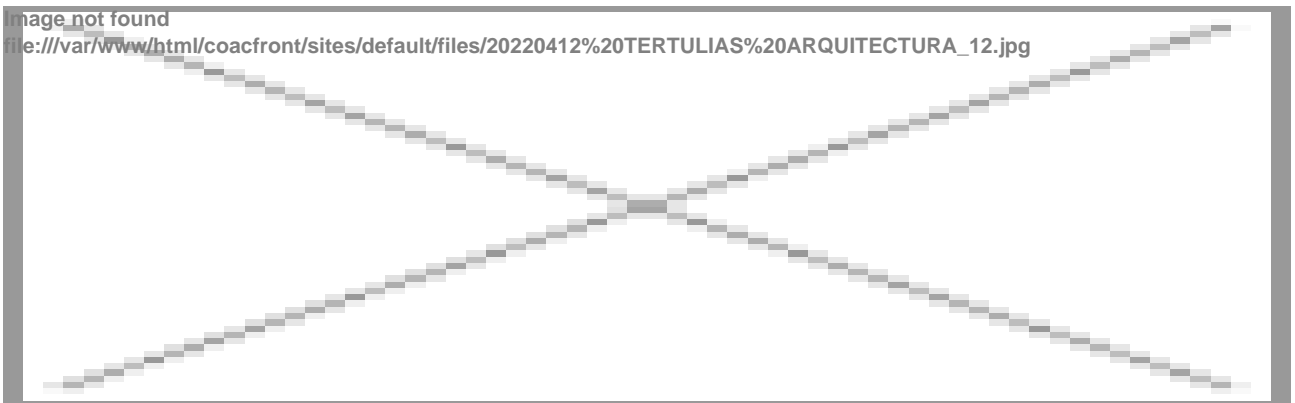 Image not found
file:///var/www/html/coacfront/sites/default/files/20220412%20TERTULIAS%20ARQUITECTURA_12.jpg